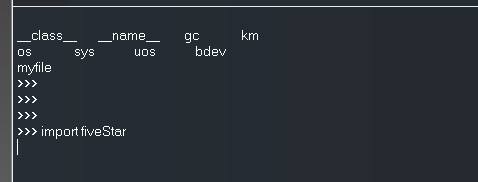 __class__ __name__ gc km
os sys uos bdev
myfile
>>>
>>>
>>>
>>> import fiveStar